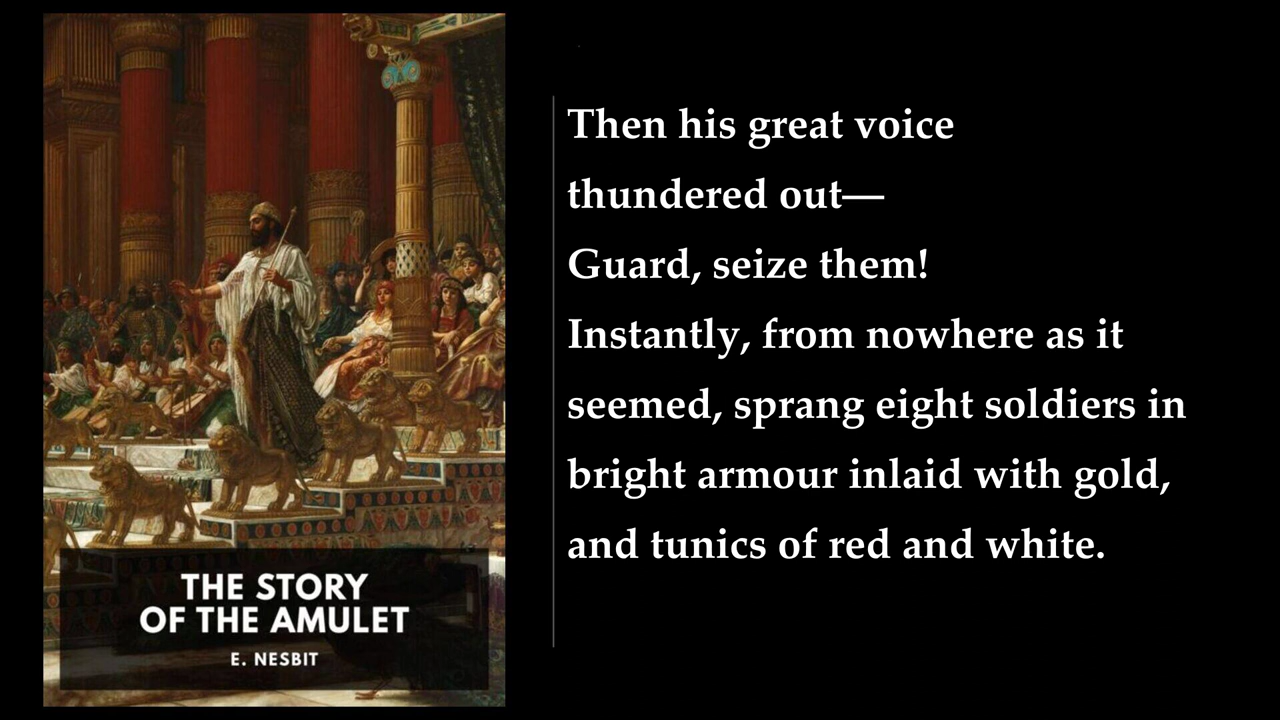 Then his great voice
thundered out—
Guard, seize them!
Instantly, from nowhere as it
seemed, sprang eight soldiers in
bright armour inlaid with gold,
and tunics of red and white.
THE STORY
OF THE AMULET
E. NESBIT